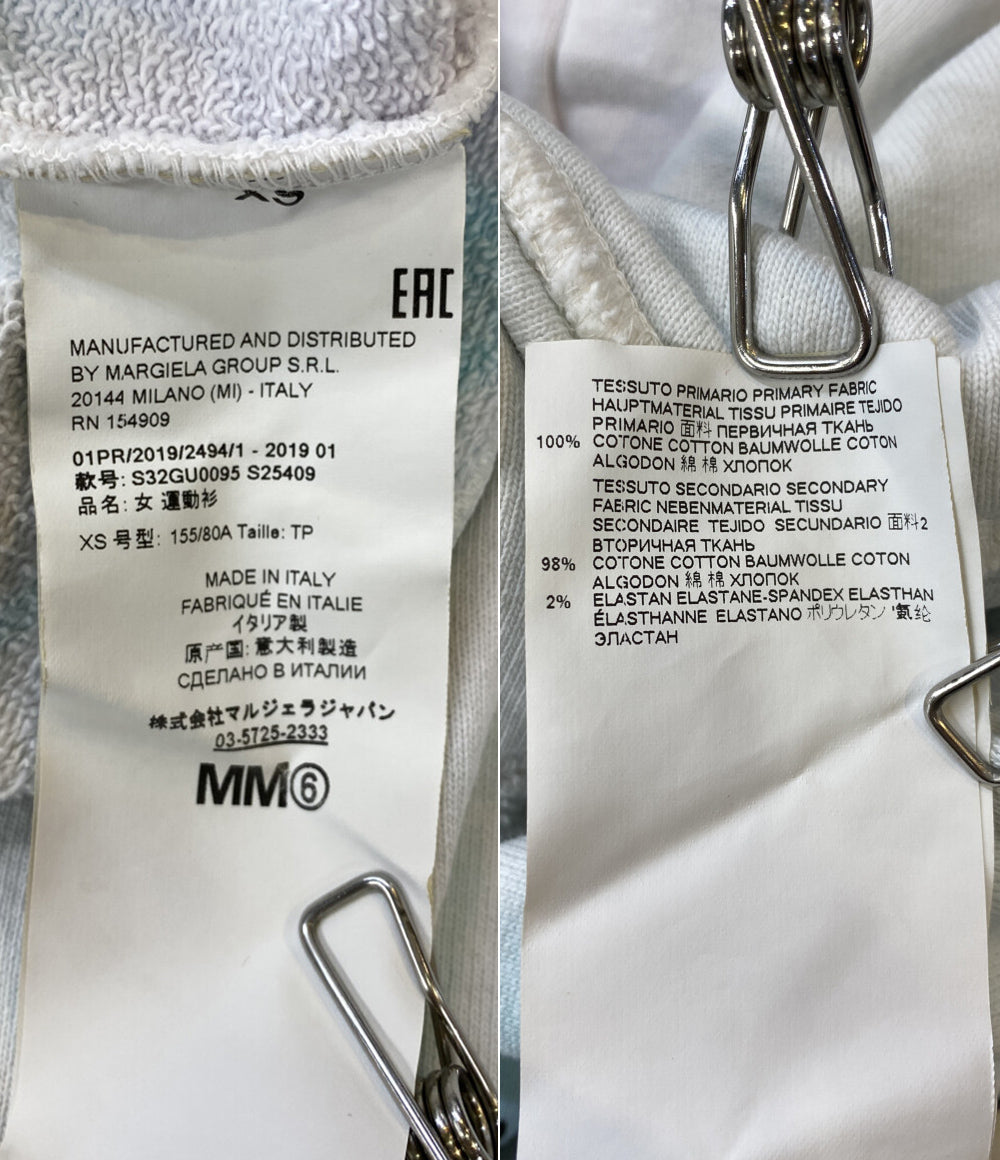 XS
EAC
MANUFACTURED AND DISTRIBUTED
BY MARGIELA GROUP S.R.L.
20144 MILANO (MI) - ITALY
RN 154909
01PR/2019/2494/1 - 2019 01
款号: S32GU0095 S25409
品名: 女 運動衫
XS 号型: 155/80A Taille: TP
MADE IN ITALY
FABRIQUÉ EN ITALIE
イタリア製
原产国: 意大利製造
СДЕЛАНО В ИТАЛИИ
株式会社マルジェラジャパン
03-5725-2333
MM⑥
TESSUTO PRIMARIO PRIMARY FABRIC
HAUPTMATERIAL TISSU PRIMAIRE TEJIDO
PRIMARIO 面料 ПЕРВИЧНАЯ ТКАНЬ
100% COTONE COTTON BAUMWOLLE COTON
ALGODON 綿 棉 ХЛОПОК
TESSUTO SECONDARIO SECONDARY
FABRIC NEBENMATERIAL TISSU
SECONDAIRE TEJIDO SECUNDARIO 面料2
ВТОРИЧНАЯ ТКАНЬ
98% COTONE COTTON BAUMWOLLE COTON
ALGODON 綿 棉 ХЛОПОК
2% ELASTAN ELASTANE-SPANDEX ELASTHAN
ÉLASTHANNE ELASTANO ポリウレタン '氨纶
ЭЛАСТАН